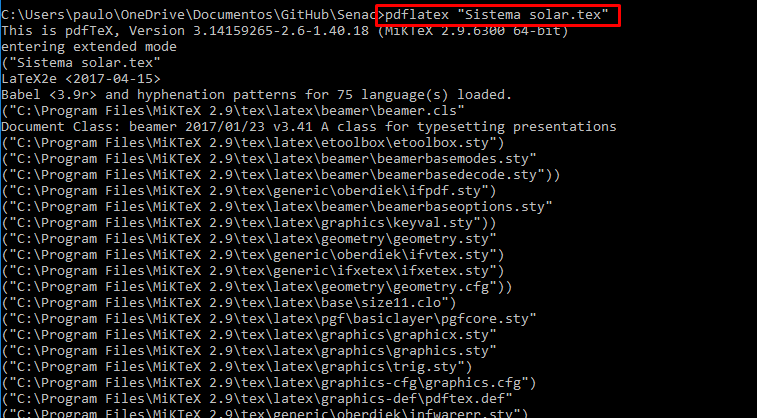 C:\Users\paulo\OneDrive\Documentos\GitHub\Senac>pdflatex "Sistema solar.tex"
This is pdfTeX, Version 3.14159265-2.6-1.40.18 (MiKTeX 2.9.6300 64-bit)
entering extended mode
("Sistema solar.tex"
LaTeX2e <2017-04-15>
Babel <3.9r> and hyphenation patterns for 75 language(s) loaded.
("C:\Program Files\MiKTeX 2.9\tex\latex\beamer\beamer.cls"
Document Class: beamer 2017/01/23 v3.41 A class for typesetting presentations
("C:\Program Files\MiKTeX 2.9\tex\latex\etoolbox\etoolbox.sty")
("C:\Program Files\MiKTeX 2.9\tex\latex\beamer\beamerbasemodes.sty"
("C:\Program Files\MiKTeX 2.9\tex\latex\beamer\beamerbasedecode.sty"))
("C:\Program Files\MiKTeX 2.9\tex\generic\oberdiek\ifpdf.sty")
("C:\Program Files\MiKTeX 2.9\tex\latex\beamer\beamerbaseoptions.sty"
("C:\Program Files\MiKTeX 2.9\tex\latex\graphics\keyval.sty"))
("C:\Program Files\MiKTeX 2.9\tex\latex\geometry\geometry.sty"
("C:\Program Files\MiKTeX 2.9\tex\generic\oberdiek\ifvtex.sty")
("C:\Program Files\MiKTeX 2.9\tex\generic\ifxetex\ifxetex.sty")
("C:\Program Files\MiKTeX 2.9\tex\latex\geometry\geometry.cfg"))
("C:\Program Files\MiKTeX 2.9\tex\latex\base\size11.clo")
("C:\Program Files\MiKTeX 2.9\tex\latex\pgf\basiclayer\pgfcore.sty"
("C:\Program Files\MiKTeX 2.9\tex\latex\graphics\graphicx.sty"
("C:\Program Files\MiKTeX 2.9\tex\latex\graphics\graphics.sty"
("C:\Program Files\MiKTeX 2.9\tex\latex\graphics\trig.sty")
("C:\Program Files\MiKTeX 2.9\tex\latex\graphics-cfg\graphics.cfg")
("C:\Program Files\MiKTeX 2.9\tex\latex\graphics-def\pdftex.def"
("C:\Program Files\MiKTeX 2.9\tex\generic\oberdiek\infwarerr.sty")